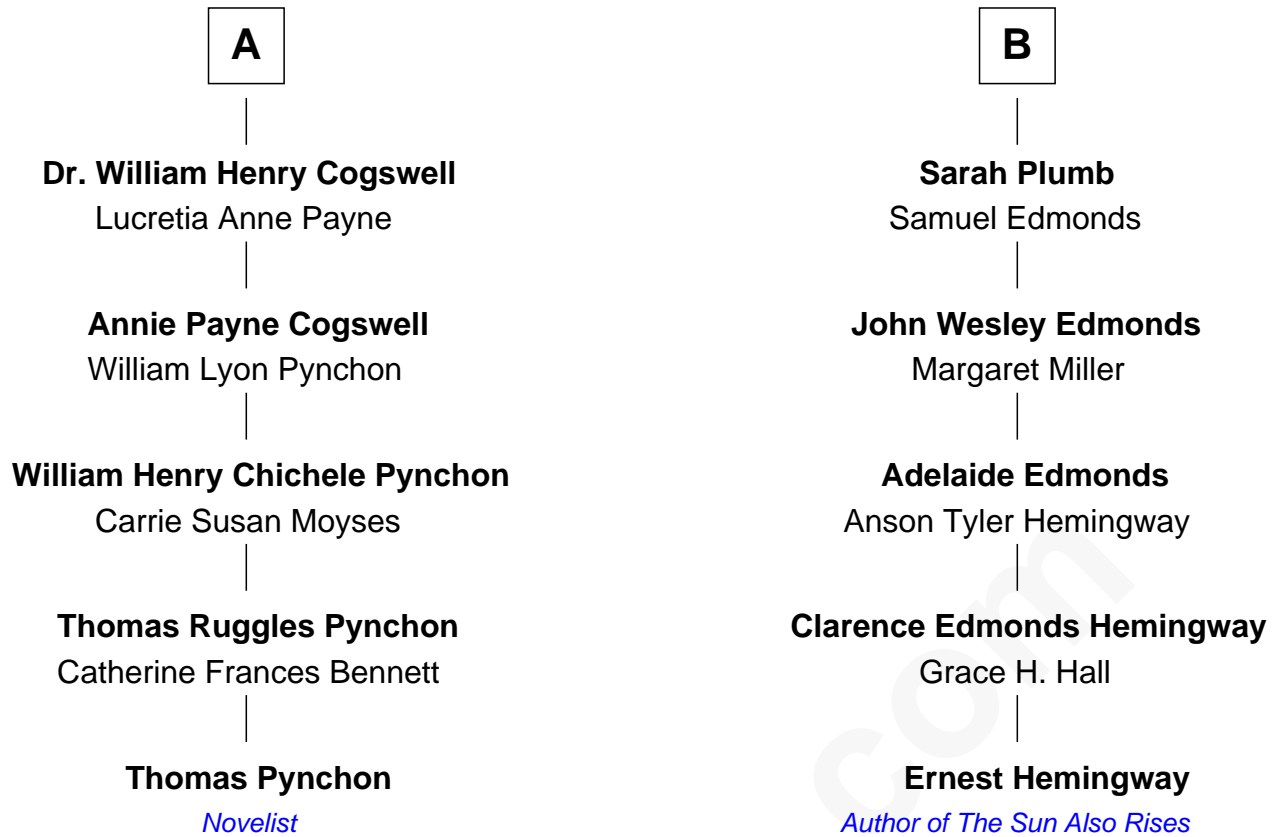 A
Dr. William Henry Cogswell
Lucretia Anne Payne
Annie Payne Cogswell
William Lyon Pynchon
William Henry Chichele Pynchon
Carrie Susan Moyses
Thomas Ruggles Pynchon
Catherine Frances Bennett
Thomas Pynchon
Novelist
B
Sarah Plumb
Samuel Edmonds
John Wesley Edmonds
Margaret Miller
Adelaide Edmonds
Anson Tyler Hemingway
Clarence Edmonds Hemingway
Grace H. Hall
Ernest Hemingway
Author of The Sun Also Rises
com